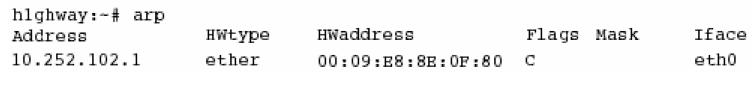 h1ghway:~# arp
Address HWtype HWaddress Flags Mask Iface
10.252.102.1 ether 00:09:E8:8E:0F:80 C eth0